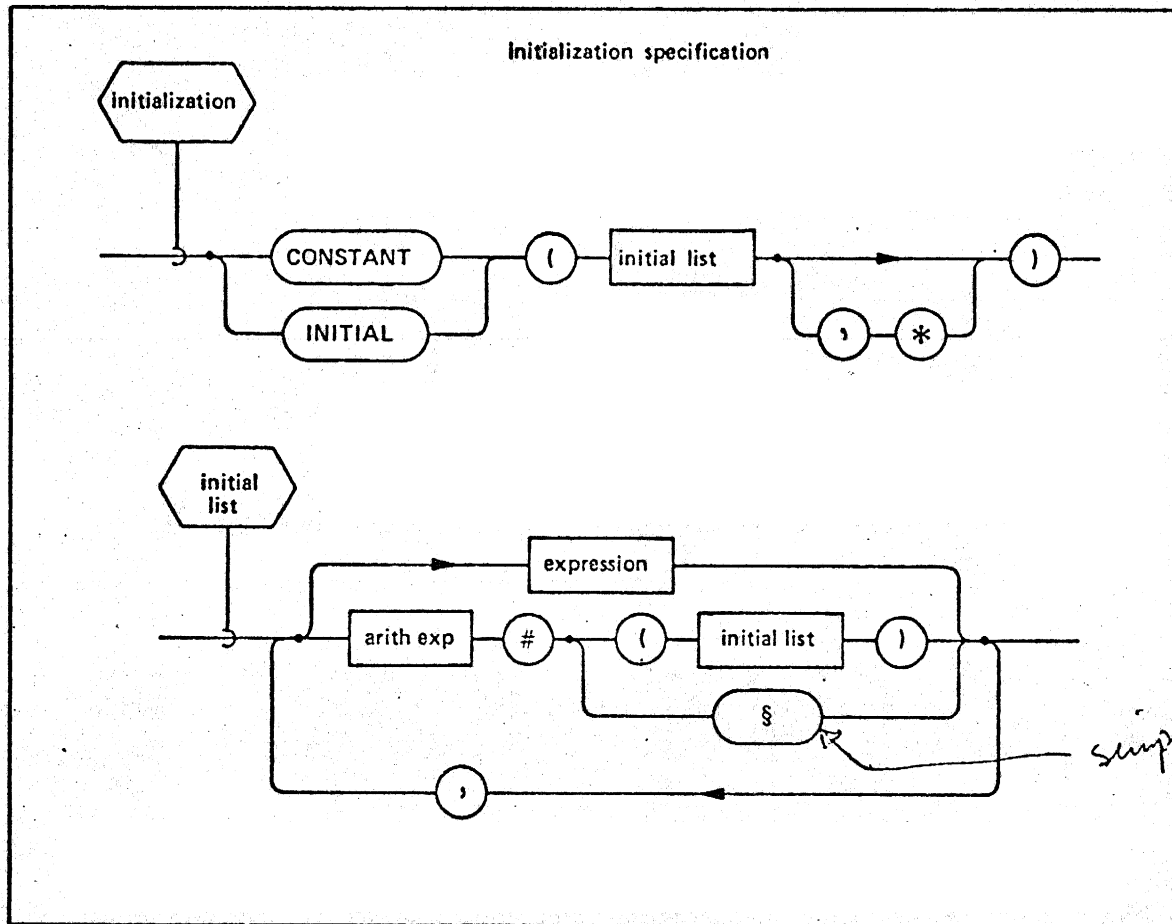 Initialization specification
initialization
CONSTANT ( initial list )
INITIAL , *
initial
list
expression
arith exp # ( initial list )
§
,